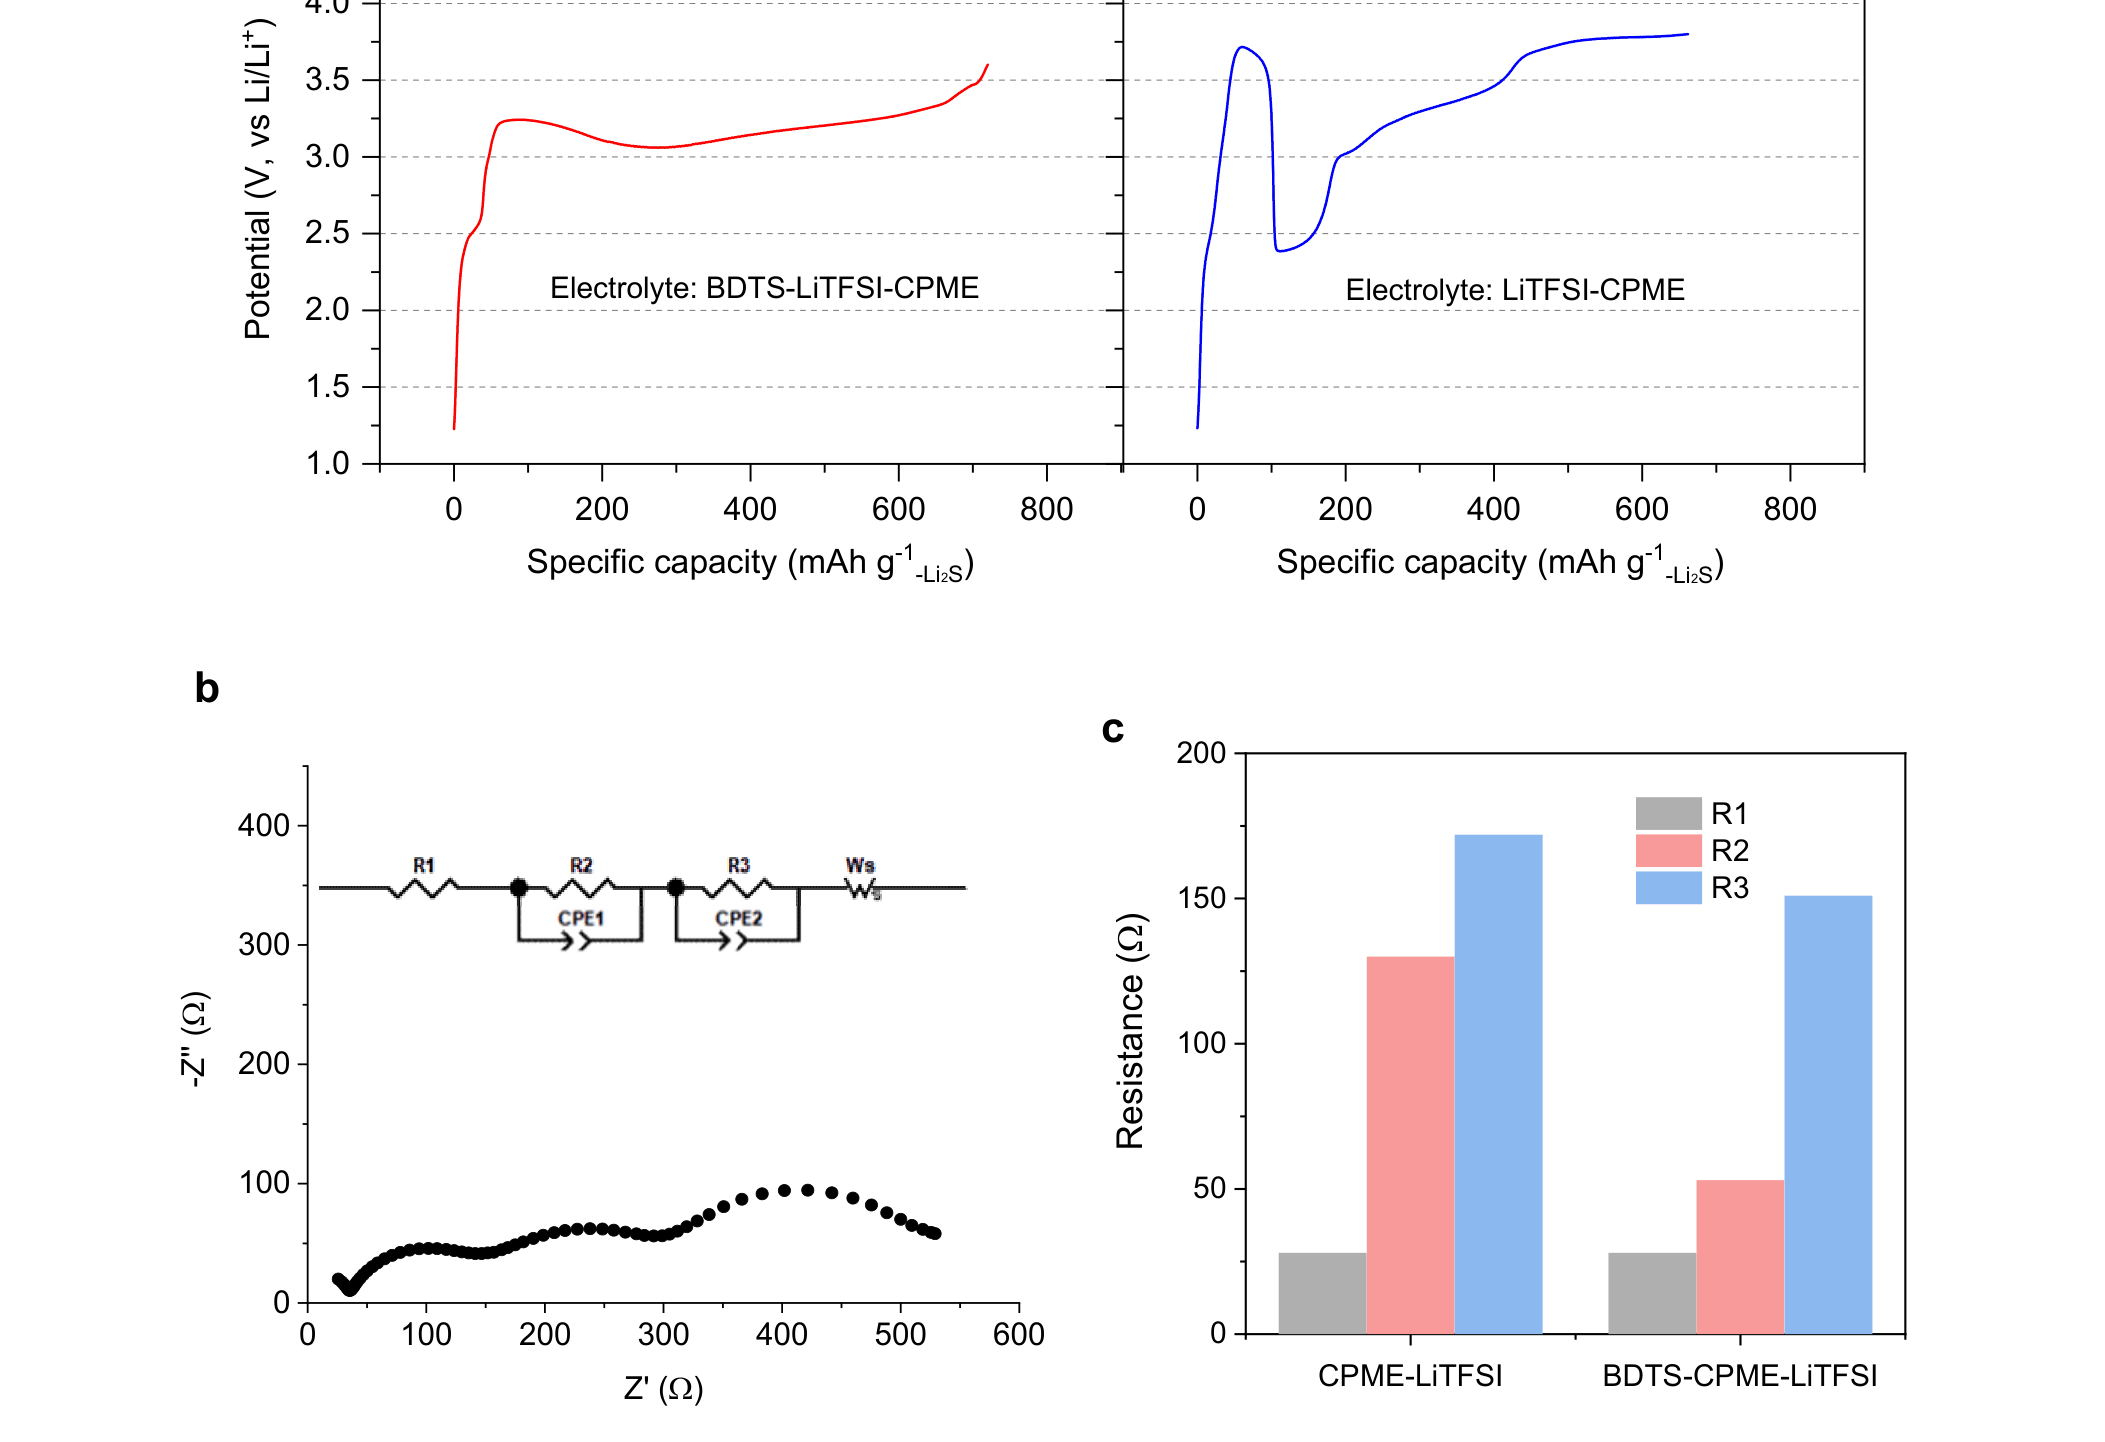 4.0
3.5
3.0
2.5
2.0
1.5
1.0
Potential (V, vs Li/Li+)
Electrolyte: BDTS-LiTFSI-CPME
Electrolyte: LiTFSI-CPME
0 200 400 600 800
0 200 400 600 800
Specific capacity (mAh g-1-Li2S)
Specific capacity (mAh g-1-Li2S)
b
400
300
200
100
0
-Z'' (Ω)
R1 R2 R3 Ws
CPE1 CPE2
s
0 100 200 300 400 500 600
Z' (Ω)
c
200
150
100
50
0
Resistance (Ω)
R1
R2
R3
CPME-LiTFSI BDTS-CPME-LiTFSI